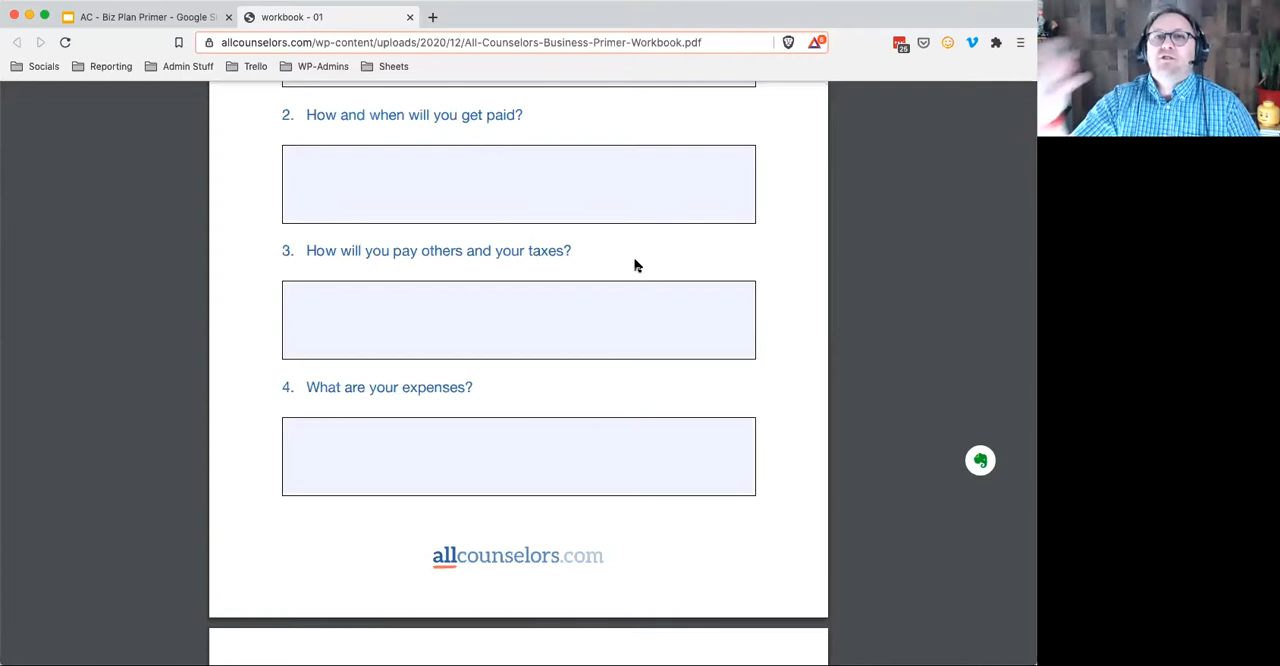 AC - Biz Plan Primer - Google S
workbook - 01
allcounselors.com/wp-content/uploads/2020/12/All-Counselors-Business-Primer-Workbook.pdf
6
25
Socials
Reporting
Admin Stuff
Trello
WP-Admins
Sheets
2. How and when will you get paid?
3. How will you pay others and your taxes?
4. What are your expenses?
allcounselors.com